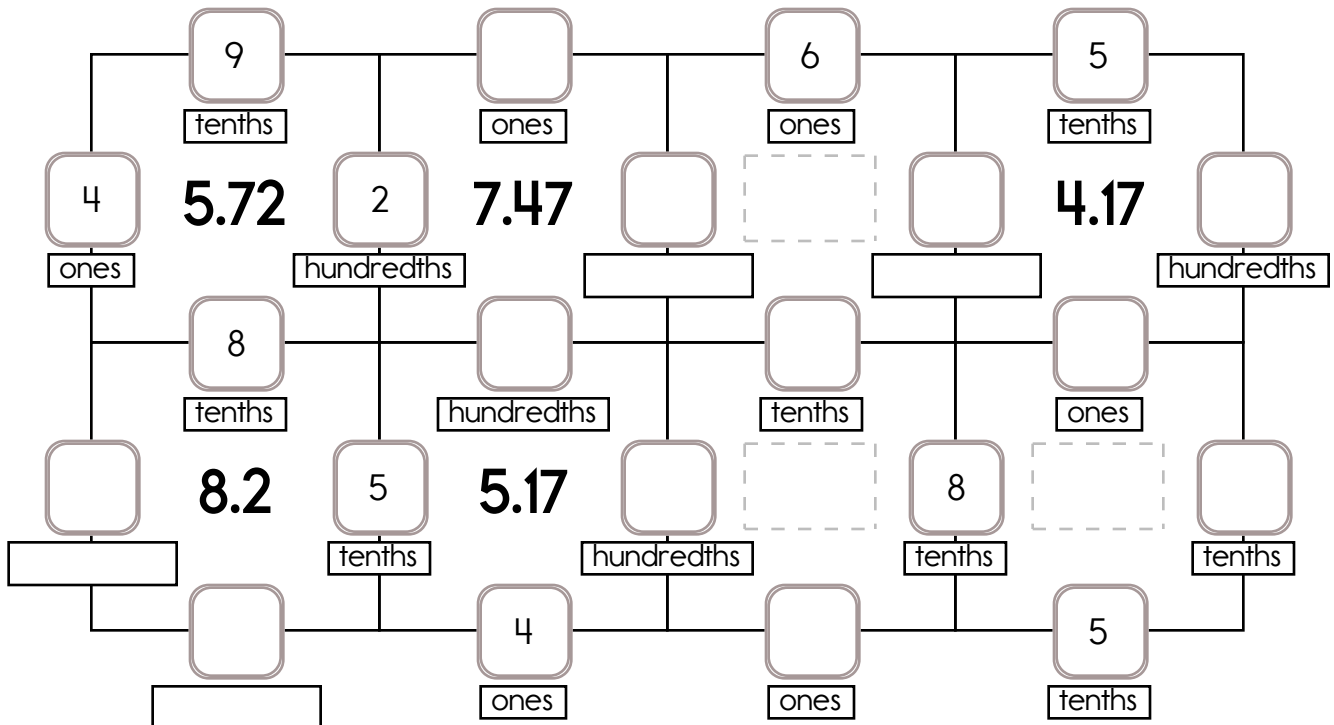 9 6 5
tenths ones ones tenths
4 5.72 2 7.47 4.17
ones hundredths hundredths
8
tenths hundredths tenths ones
8.2 5 5.17 8
tenths hundredths tenths tenths
4 5
ones ones tenths